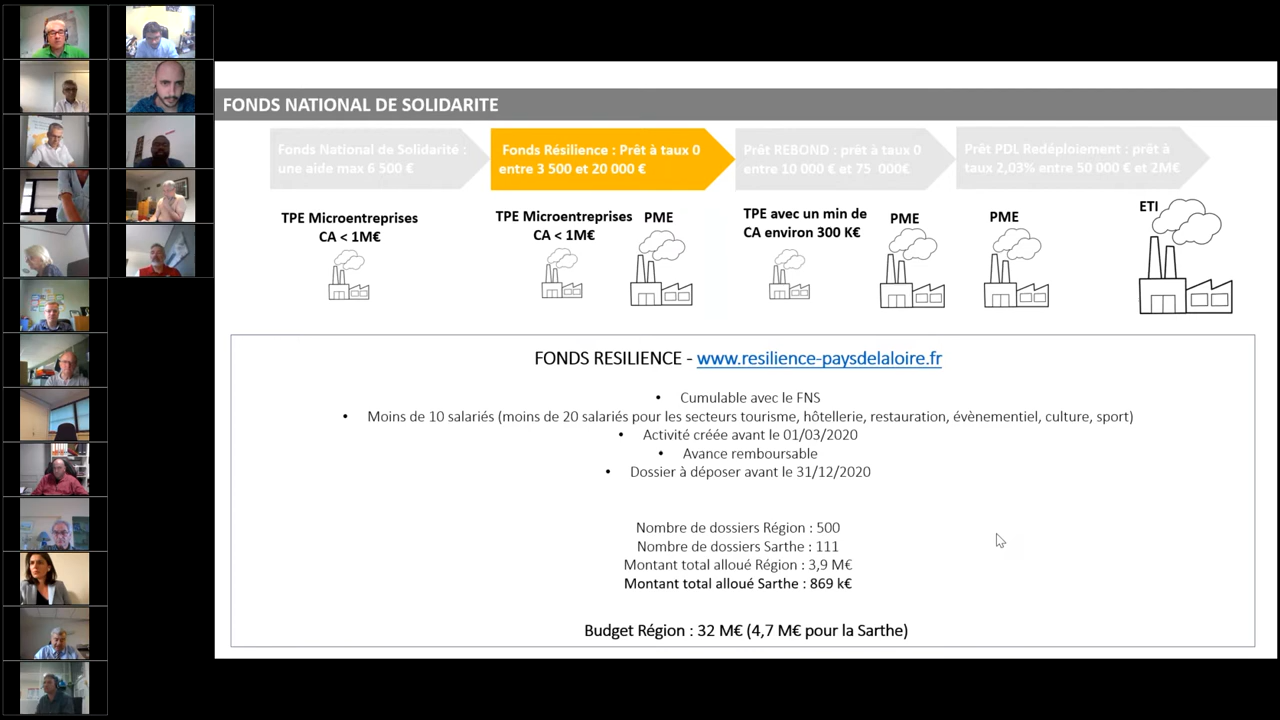 FONDS NATIONAL DE SOLIDARITE
Fonds National de Solidarité :
une aide max 6 500 €
Fonds Résilience : Prêt à taux 0
entre 3 500 et 20 000 €
Prêt REBOND : prêt à taux 0
entre 10 000 € et 75 000€
Prêt PDL Redéploiement : prêt à
taux 2,03% entre 50 000 € et 2M€
TPE Microentreprises
CA < 1M€
TPE Microentreprises
CA < 1M€
PME
TPE avec un min de
CA environ 300 K€
PME
PME
ETI
FONDS RESILIENCE - www.resilience-paysdelaloire.fr
• Cumulable avec le FNS
• Moins de 10 salariés (moins de 20 salariés pour les secteurs tourisme, hôtellerie, restauration, évènementiel, culture, sport)
• Activité créée avant le 01/03/2020
• Avance remboursable
• Dossier à déposer avant le 31/12/2020
Nombre de dossiers Région : 500
Nombre de dossiers Sarthe : 111
Montant total alloué Région : 3,9 M€
Montant total alloué Sarthe : 869 k€
Budget Région : 32 M€ (4,7 M€ pour la Sarthe)